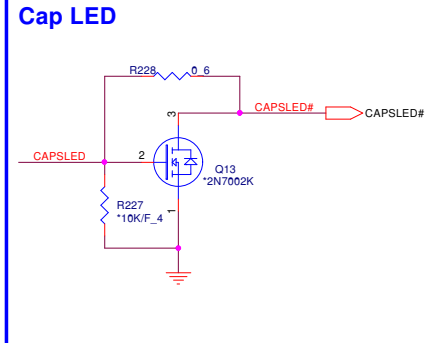 Cap LED
R228
0_6
3
CAPSLED#
CAPSLED#
CAPSLED
2
Q13
*2N7002K
R227
*10K/F_4
1